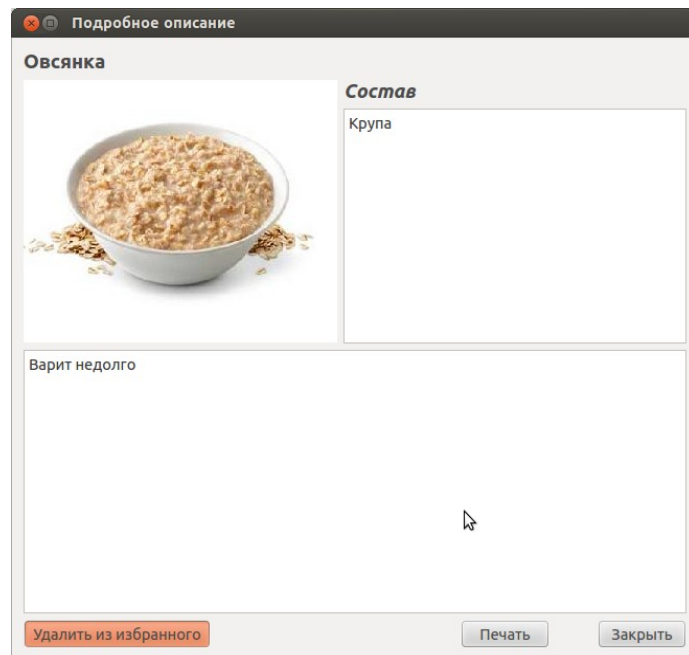 Подробное описание
Овсянка
Состав
Крупа
Варит недолго
Удалить из избранного
Печать
Закрыть